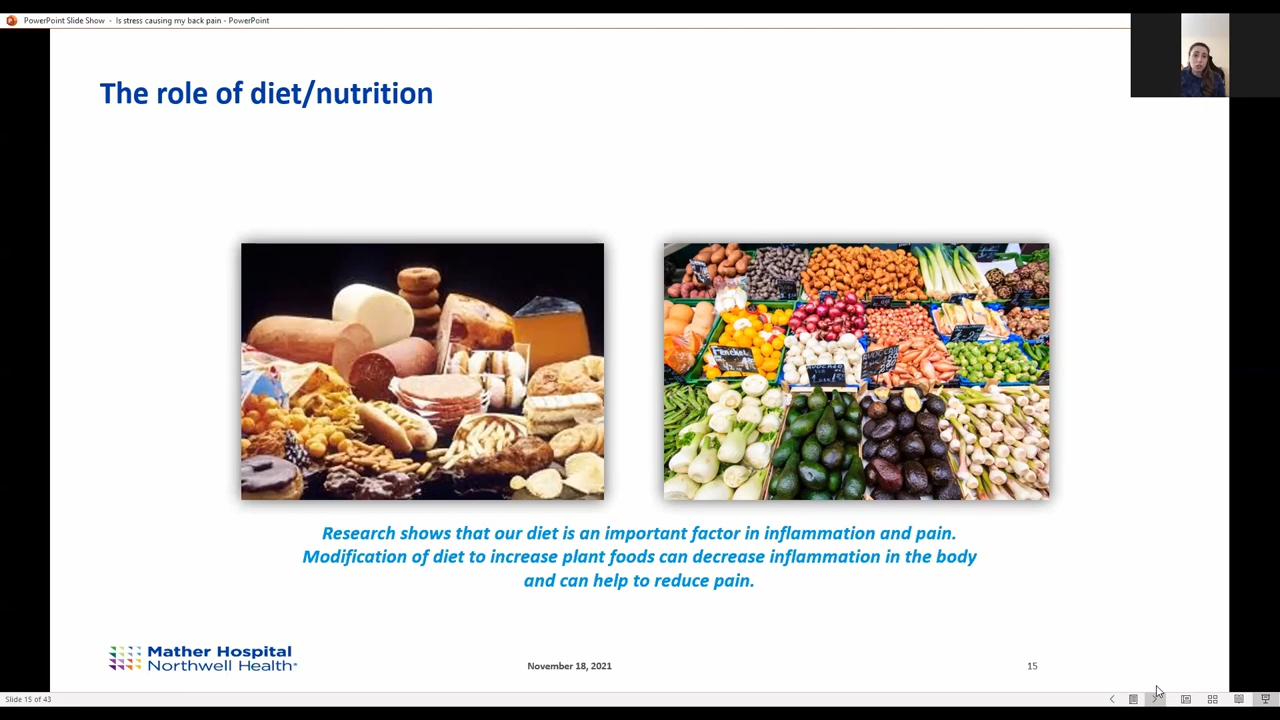 PowerPoint Slide Show - Is stress causing my back pain - PowerPoint
The role of diet/nutrition
Fenchel
AVOCADO
Research shows that our diet is an important factor in inflammation and pain.
Modification of diet to increase plant foods can decrease inflammation in the body
and can help to reduce pain.
Mather Hospital
Northwell Health®
November 18, 2021
15
Slide 15 of 43